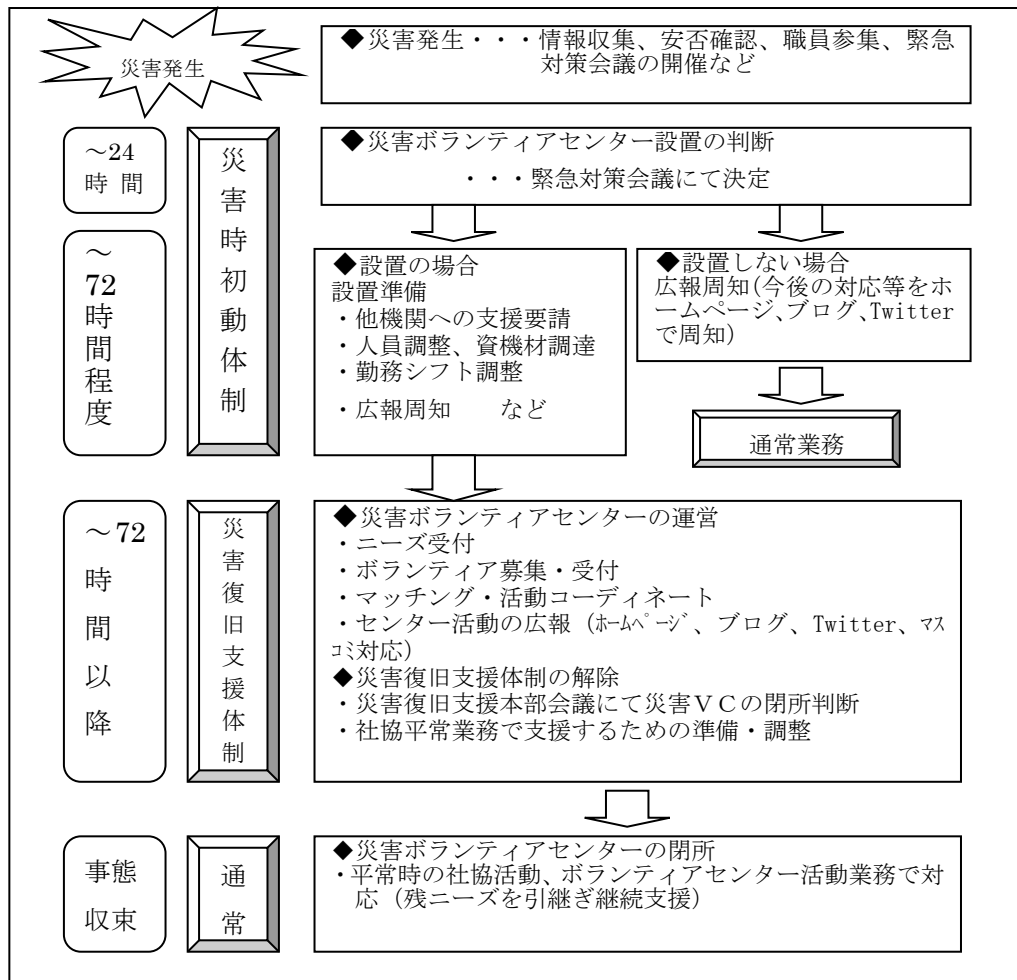 災害発生
◆災害発生・・・情報収集、安否確認、職員参集、緊急
対策会議の開催など
～24
時 間
災害時初動体制
◆災害ボランティアセンター設置の判断
・・・緊急対策会議にて決定
～72時間程度
◆設置の場合
設置準備
・他機関への支援要請
・人員調整、資機材調達
・勤務シフト調整
・広報周知　　など
◆設置しない場合
広報周知(今後の対応等をホ
ームページ、ブログ、Twitter
で周知)
通常業務
～72
時
間
以
降
災害復旧支援体制
◆災害ボランティアセンターの運営
・ニーズ受付
・ボランティア募集・受付
・マッチング・活動コーディネート
・センター活動の広報（ﾎｰﾑﾍﾟｰｼﾞ、ブログ、Twitter、ﾏｽ
ｺﾐ対応）
◆災害復旧支援体制の解除
・災害復旧支援本部会議にて災害ＶＣの閉所判断
・社協平常業務で支援するための準備・調整
事態
収束
通常
◆災害ボランティアセンターの閉所
・平常時の社協活動、ボランティアセンター活動業務で対
応（残ニーズを引継ぎ継続支援）